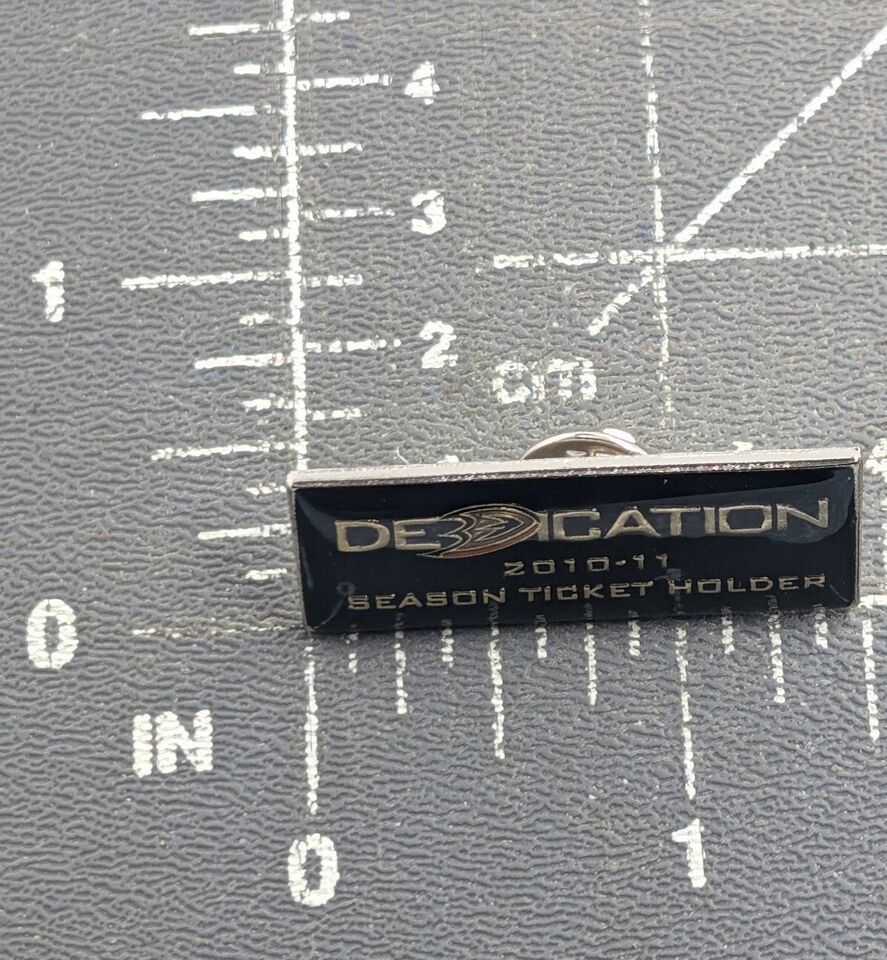 4
3
1
2
cm
DEDICATION
2010-11
SEASON TICKET HOLDER
0
IN
0
1